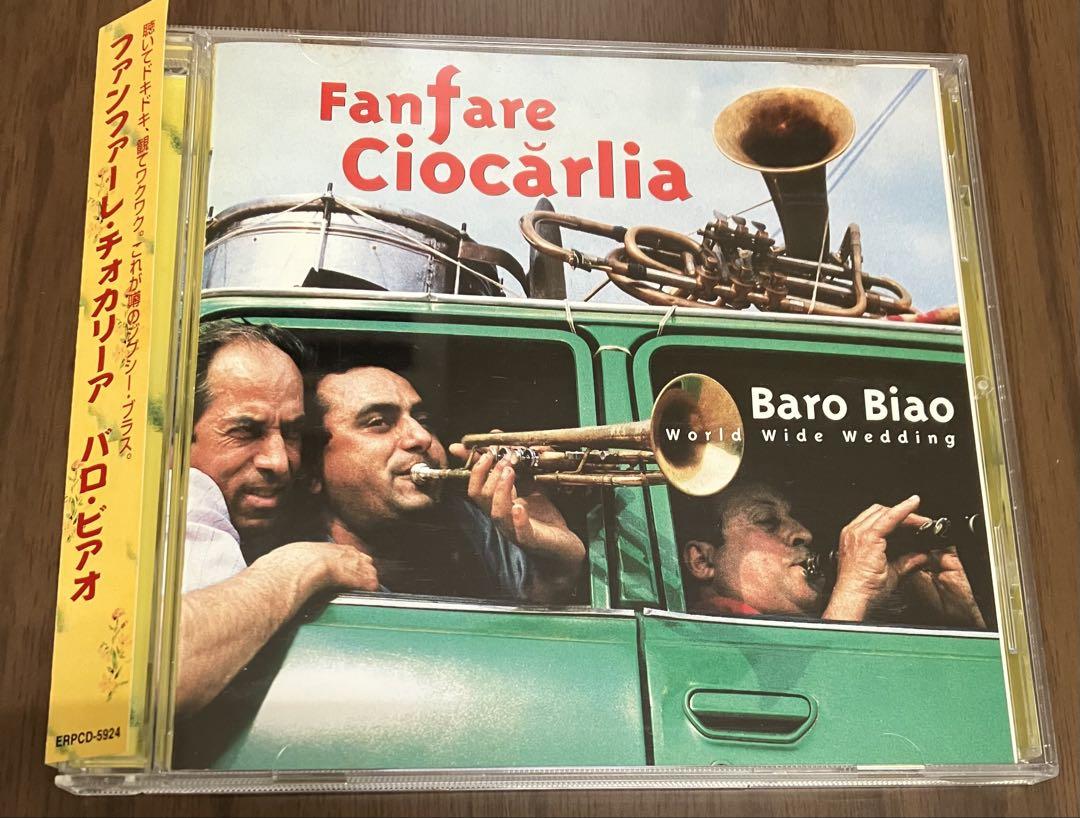 聴いてドキドキ、観てワクワク。これが噂のジプシー・ブラス。
ファンファーレ・チォカリーア バロ・ビアオ
ERPCD-5924
Fanfare
Ciocărlia
Baro Biao
World Wide Wedding